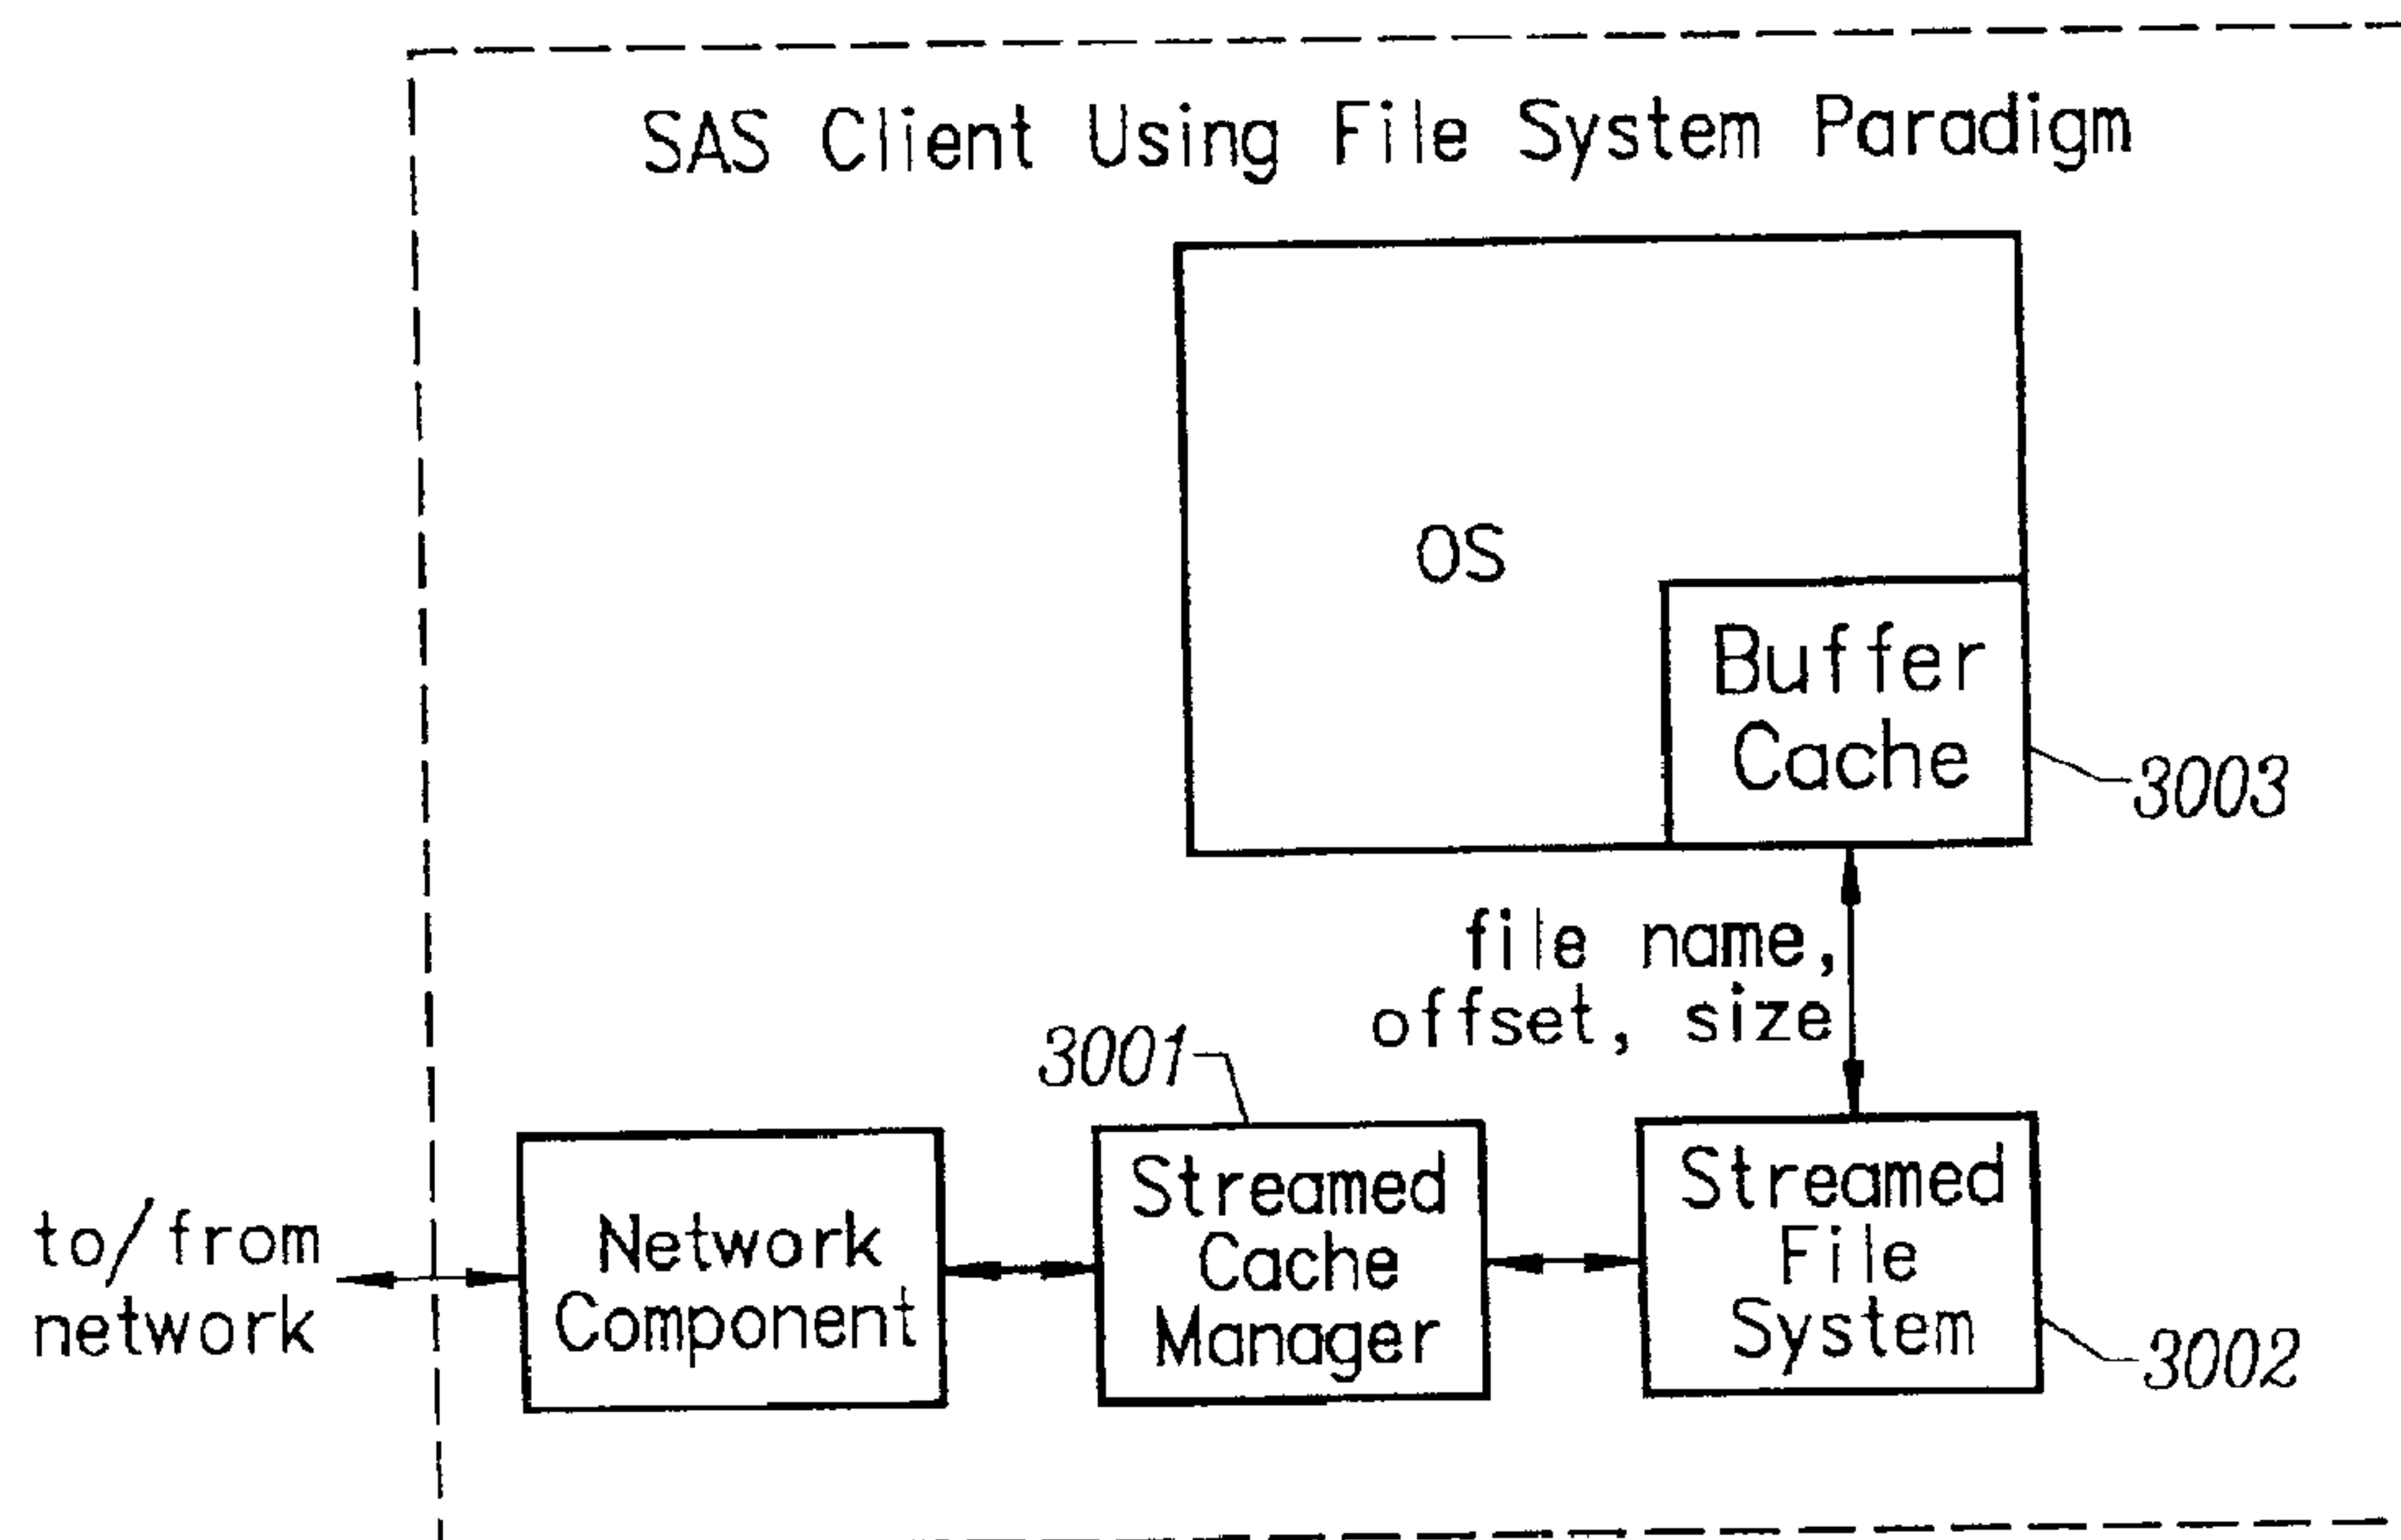 SAS Client Using File System Paradigm
OS
Buffer
Cache
3003
file name,
offset, size
3001
to/from
network
Network
Component
Streamed
Cache
Manager
Streamed
File
System
3002